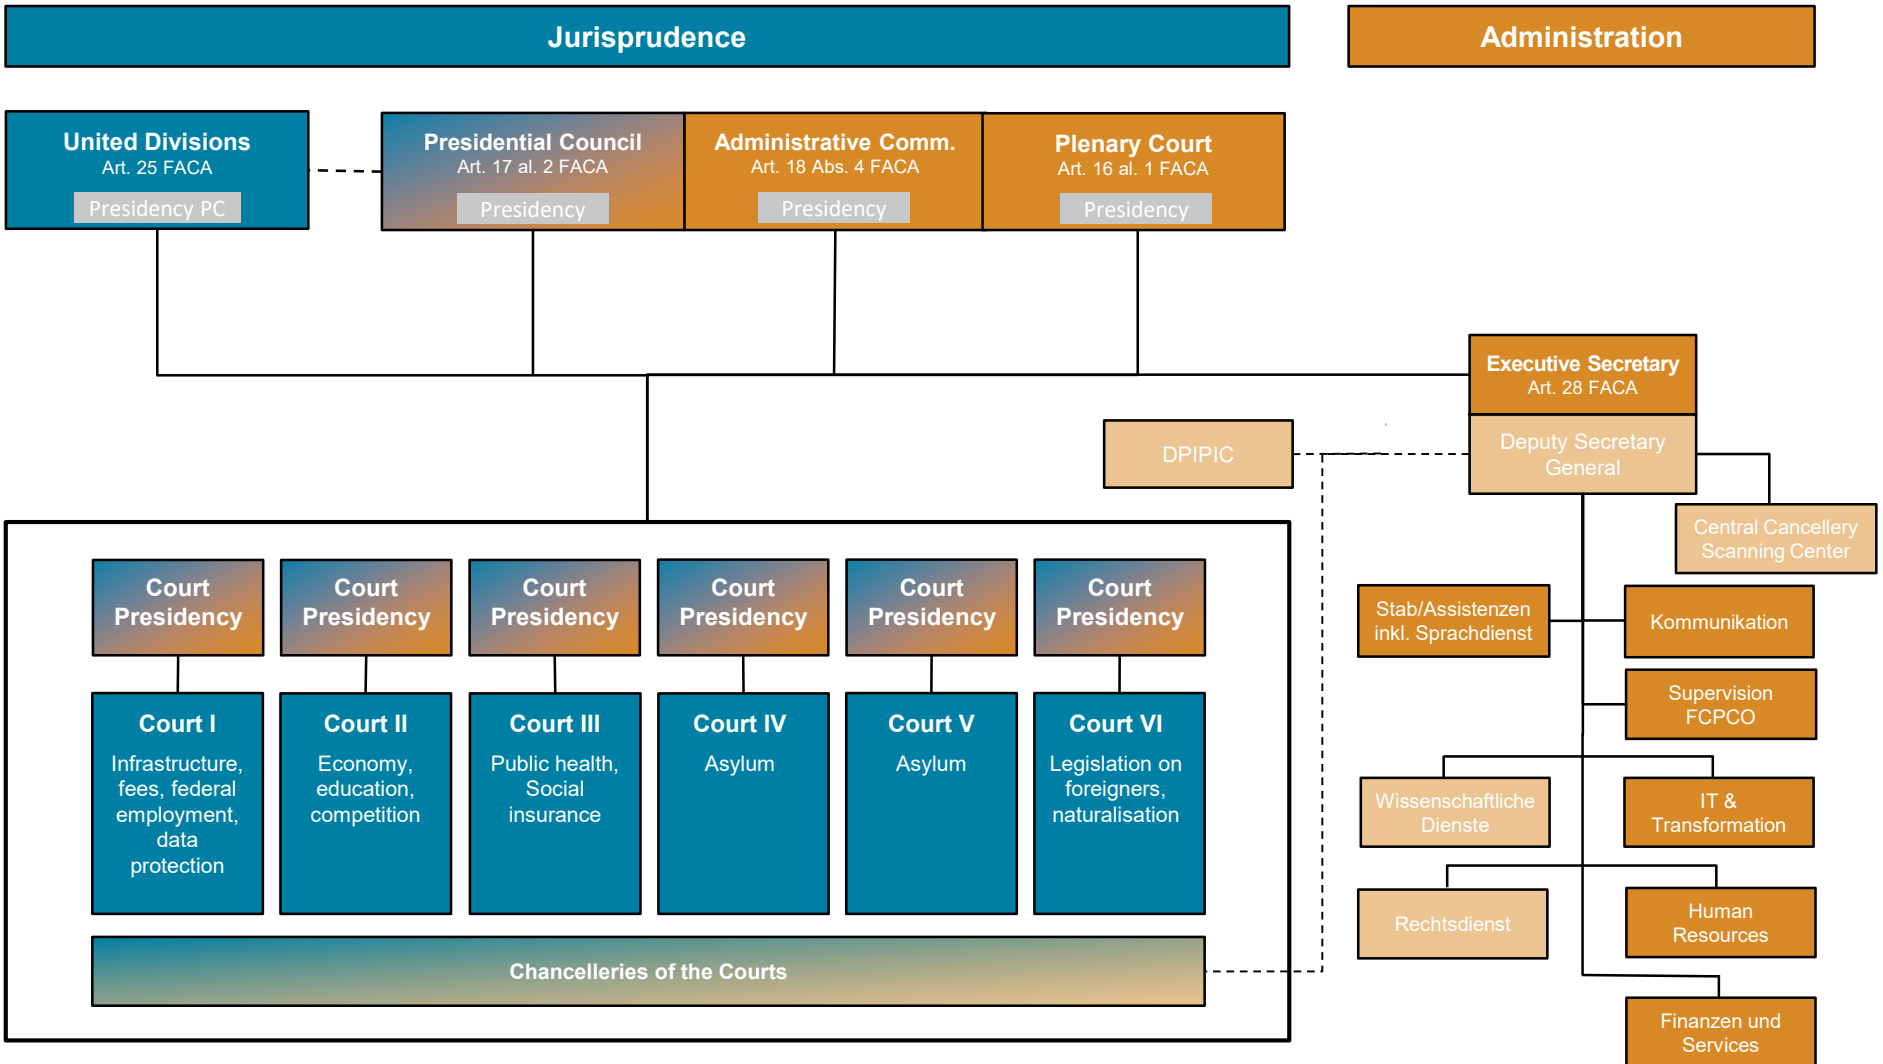 Jurisprudence
Administration
United Divisions
Art. 25 FACA
Presidency PC
Presidential Council
Art. 17 al. 2 FACA
Presidency
Administrative Comm.
Art. 18 Abs. 4 FACA
Presidency
Plenary Court
Art. 16 al. 1 FACA
Presidency
Executive Secretary
Art. 28 FACA
Deputy Secretary
General
DPIPIC
Central Cancellery
Scanning Center
Court
Presidency
Court
Presidency
Court
Presidency
Court
Presidency
Court
Presidency
Court
Presidency
Court I
Infrastructure,
fees, federal
employment,
data
protection
Court II
Economy,
education,
competition
Court III
Public health,
Social
insurance
Court IV
Asylum
Court V
Asylum
Court VI
Legislation on
foreigners,
naturalisation
Chancelleries of the Courts
Stab/Assistenzen
inkl. Sprachdienst
Kommunikation
Supervision
FCPCO
Wissenschaftliche
Dienste
IT &
Transformation
Rechtsdienst
Human
Resources
Finanzen und
Services